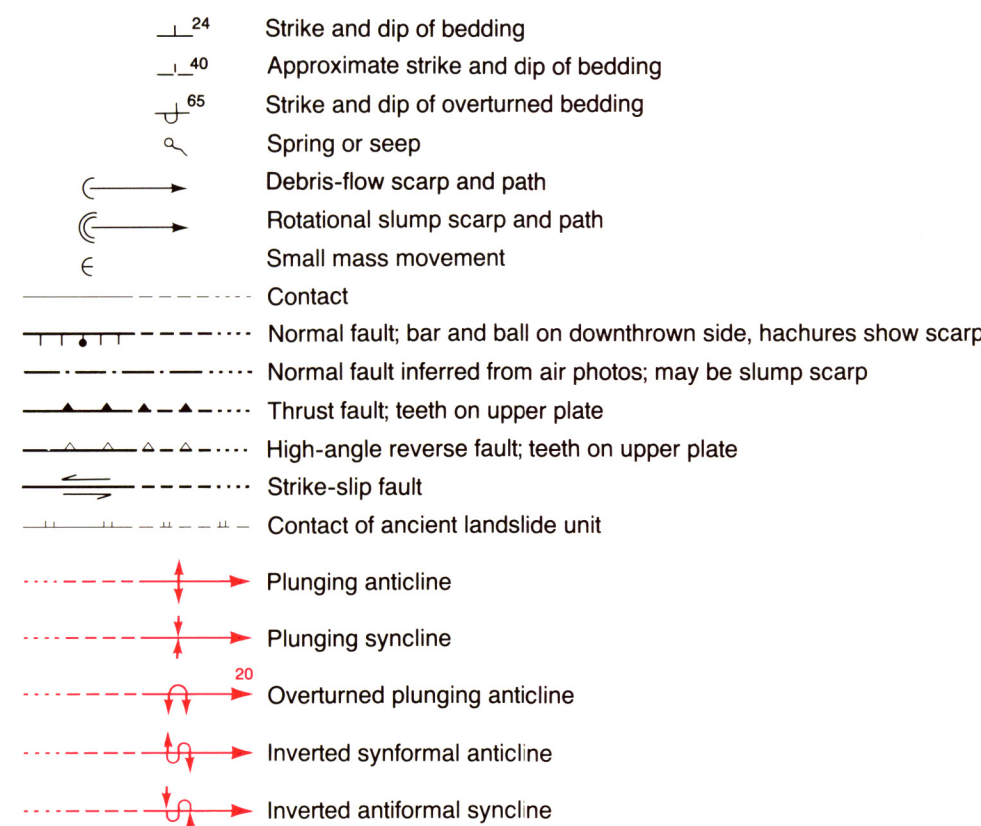 24 Strike and dip of bedding
40 Approximate strike and dip of bedding
65 Strike and dip of overturned bedding
Spring or seep
Debris-flow scarp and path
Rotational slump scarp and path
Small mass movement
Contact
Normal fault; bar and ball on downthrown side, hachures show scarp
Normal fault inferred from air photos; may be slump scarp
Thrust fault; teeth on upper plate
High-angle reverse fault; teeth on upper plate
Strike-slip fault
Contact of ancient landslide unit
Plunging anticline
Plunging syncline
20 Overturned plunging anticline
Inverted synformal anticline
Inverted antiformal syncline